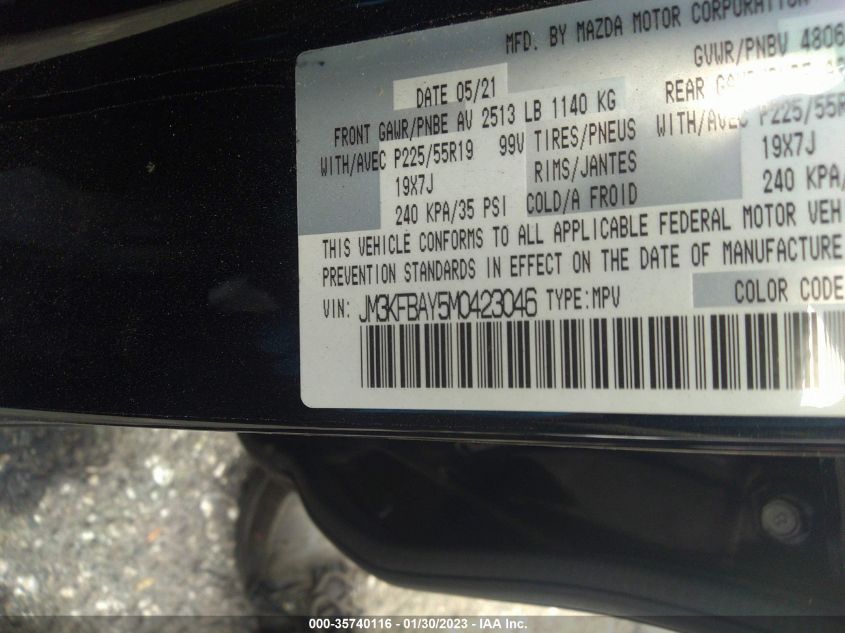 MFD. BY MAZDA MOTOR CORPORATION
DATE 05/21
GVWR/PNBV 4806
FRONT GAWR/PNBE AV 2513 LB 1140 KG
REAR
WITH/AVEC P225/55R19 99V TIRES/PNEUS WITH/AVEC P225/55R
19X7J RIMS/JANTES 19X7J
240 KPA/35 PSI COLD/A FROID 240 KPA/
THIS VEHICLE CONFORMS TO ALL APPLICABLE FEDERAL MOTOR VEH
PREVENTION STANDARDS IN EFFECT ON THE DATE OF MANUFACTURE
VIN: JM3KFBAY5M0423046 TYPE:MPV COLOR CODE
000-35740116 - 01/30/2023 - IAA Inc.